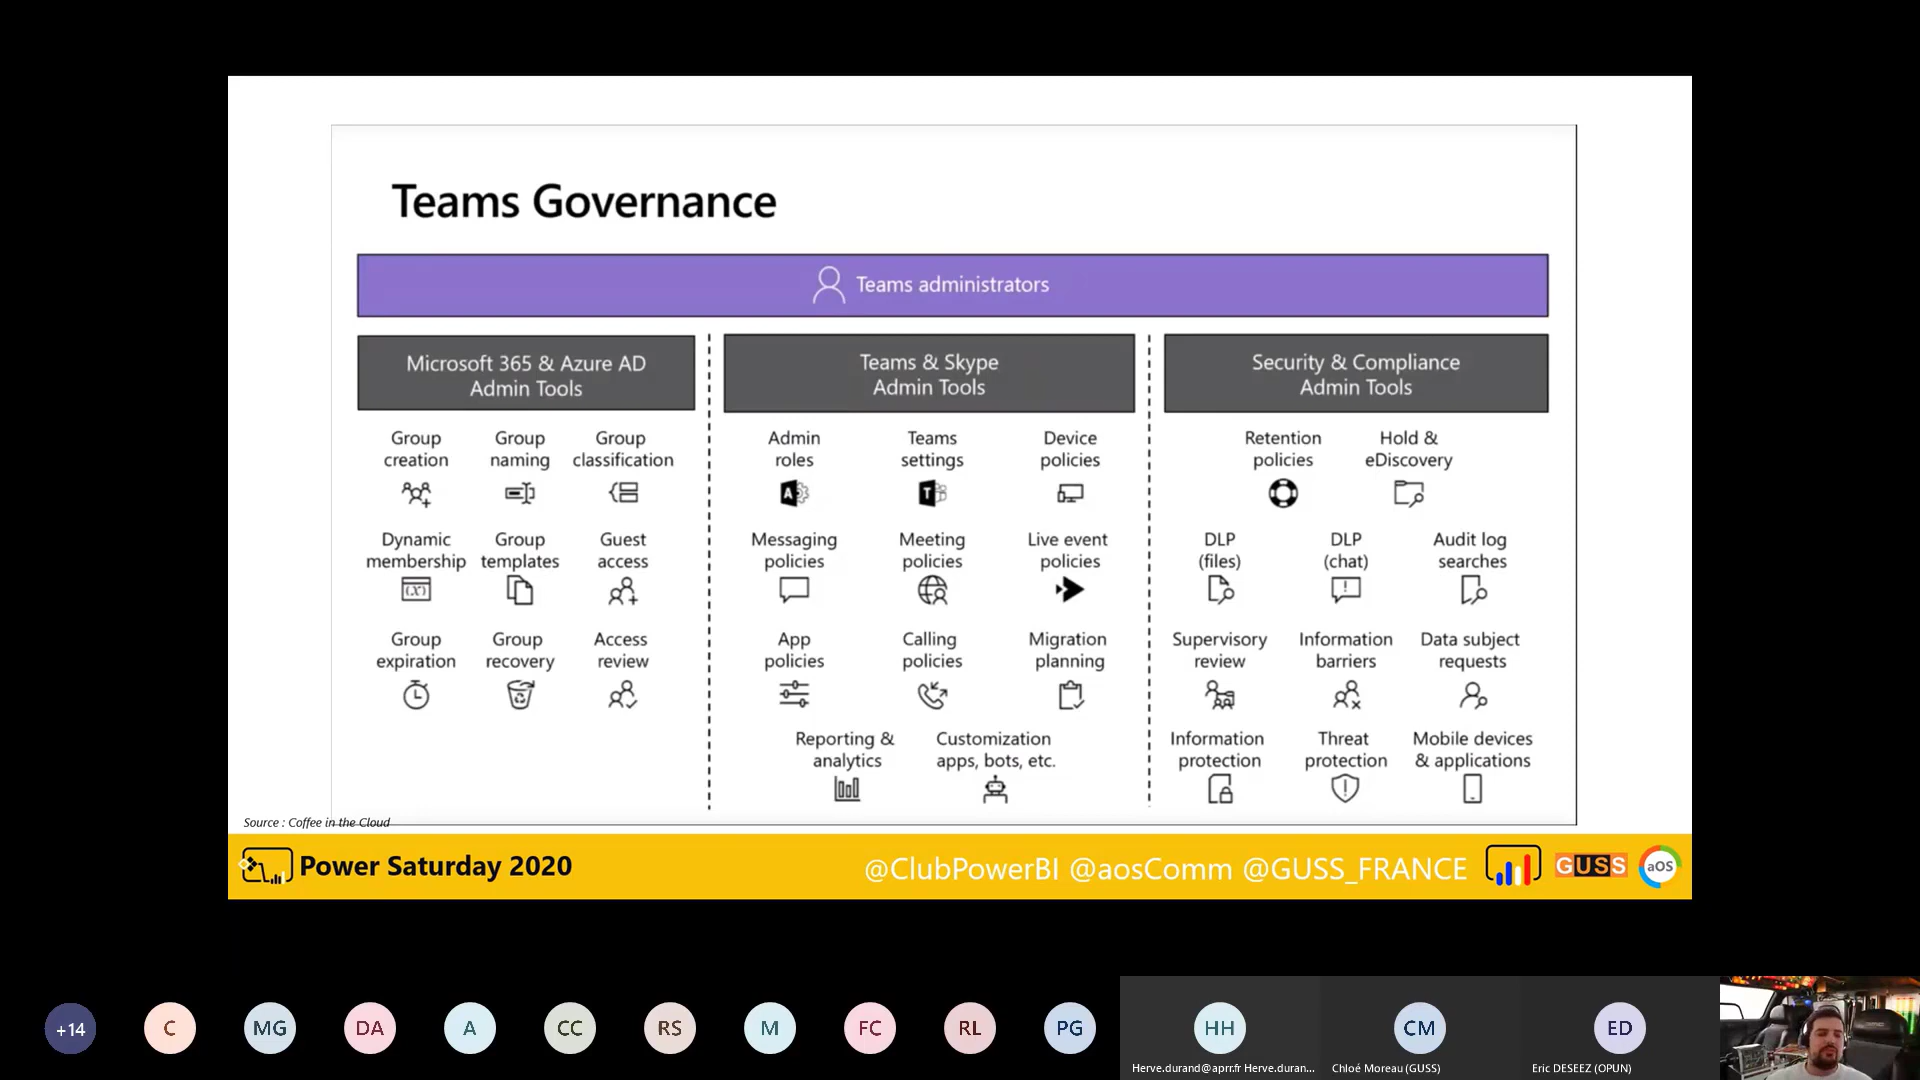 Teams Governance
Teams administrators
Microsoft 365 & Azure AD
Admin Tools
Group
creation
Group
naming
Group
classification
Dynamic
membership
Group
templates
Guest
access
Group
expiration
Group
recovery
Access
review
Teams & Skype
Admin Tools
Admin
roles
Teams
settings
Device
policies
Messaging
policies
Meeting
policies
Live event
policies
App
policies
Calling
policies
Migration
planning
Reporting &
analytics
Customization
apps, bots, etc.
Security & Compliance
Admin Tools
Retention
policies
Hold &
eDiscovery
DLP
(files)
DLP
(chat)
Audit log
searches
Supervisory
review
Information
barriers
Data subject
requests
Information
protection
Threat
protection
Mobile devices
& applications
Source : Coffee in the Cloud
Power Saturday 2020
@ClubPowerBI @aosComm @GUSS_FRANCE
GUSS
aOS
+14
C
MG
DA
A
CC
RS
M
FC
RL
PG
HH
Herve.durand@aprr.fr Herve.duran...
CM
Chloé Moreau (GUSS)
ED
Eric DESEEZ (OPUN)